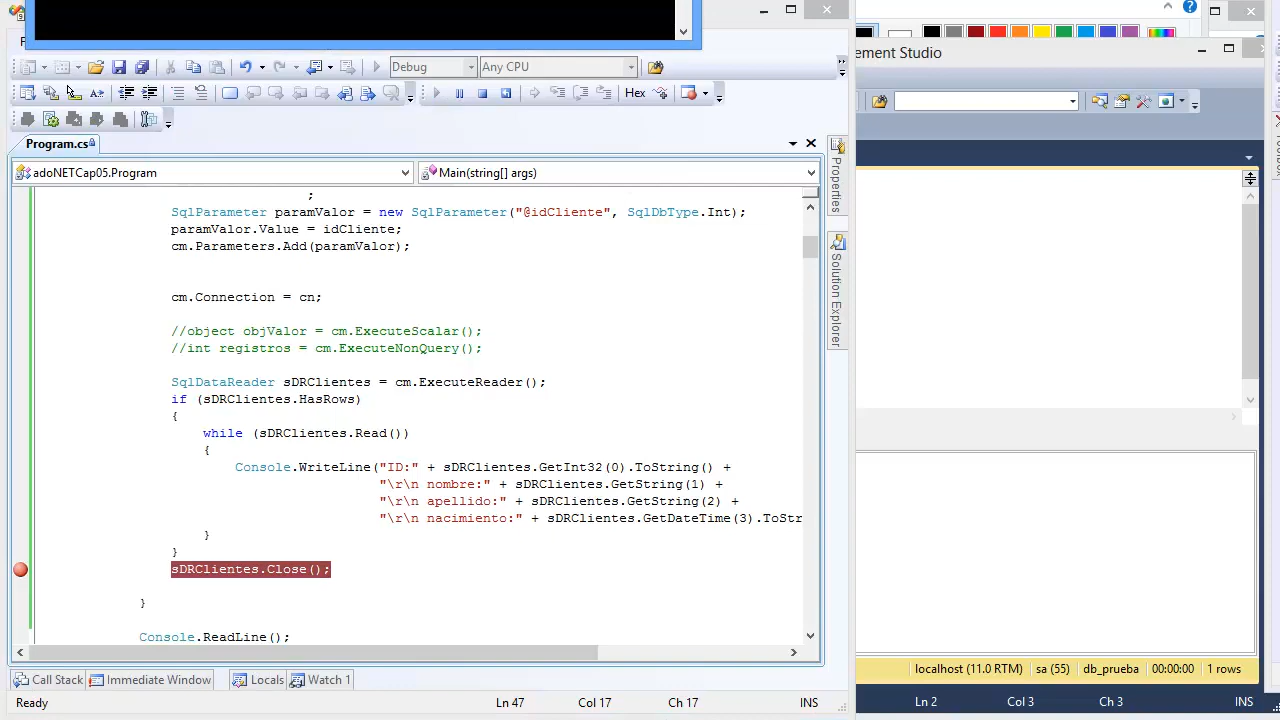 ement Studio
Debug
Any CPU
Hex
Program.cs
adoNETCap05.Program
Main(string[] args)
;
SqlParameter paramValor = new SqlParameter("@idCliente", SqlDbType.Int);
paramValor.Value = idCliente;
cm.Parameters.Add(paramValor);
cm.Connection = cn;
//object objValor = cm.ExecuteScalar();
//int registros = cm.ExecuteNonQuery();
SqlDataReader sDRClientes = cm.ExecuteReader();
if (sDRClientes.HasRows)
{
while (sDRClientes.Read())
{
Console.WriteLine("ID:" + sDRClientes.GetInt32(0).ToString() +
"\r\n nombre:" + sDRClientes.GetString(1) +
"\r\n apellido:" + sDRClientes.GetString(2) +
"\r\n nacimiento:" + sDRClientes.GetDateTime(3).ToStr
}
}
sDRClientes.Close();
}
Console.ReadLine();
Properties
Solution Explorer
Call Stack
Immediate Window
Locals
Watch 1
Ready
Ln 47
Col 17
Ch 17
INS
localhost (11.0 RTM)
sa (55)
db_prueba
00:00:00
1 rows
Ln 2
Col 3
Ch 3
INS